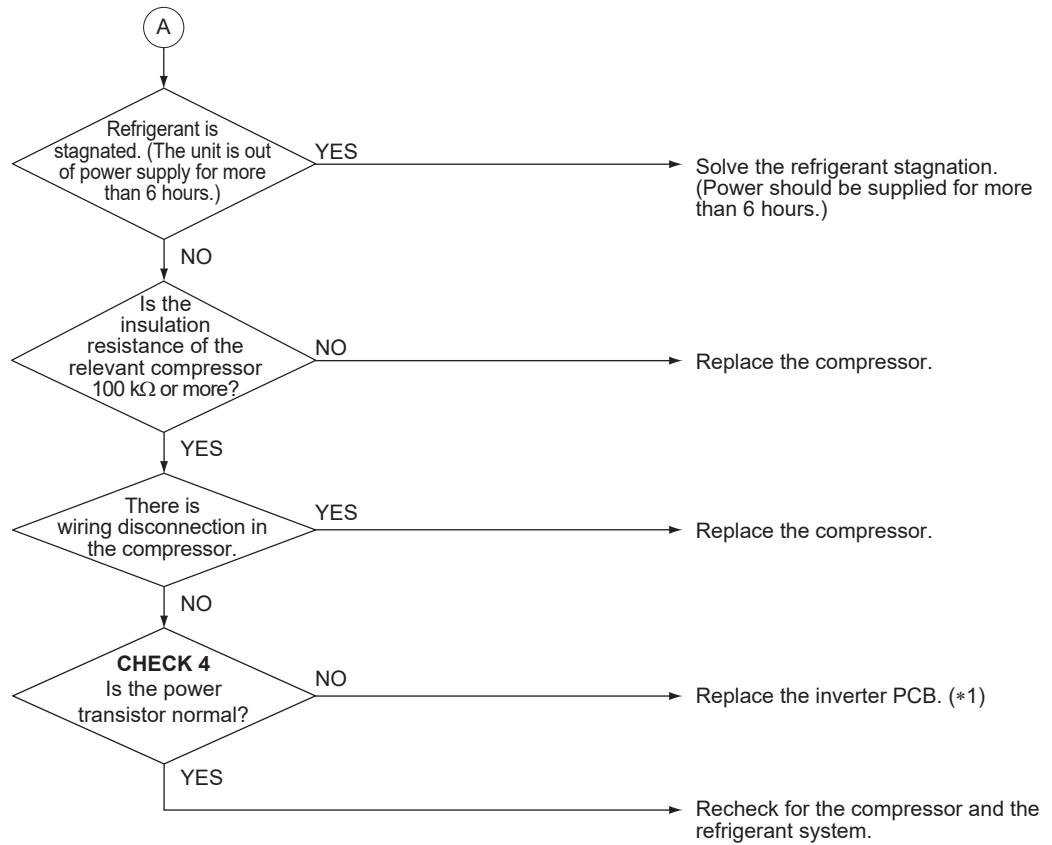 A
Refrigerant is
stagnated. (The unit is out
of power supply for more
than 6 hours.)
YES
Solve the refrigerant stagnation.
(Power should be supplied for more
than 6 hours.)
NO
Is the
insulation
resistance of the
relevant compressor
100 kΩ or more?
NO
Replace the compressor.
YES
There is
wiring disconnection in
the compressor.
YES
Replace the compressor.
NO
CHECK 4
Is the power
transistor normal?
NO
Replace the inverter PCB. (∗1)
YES
Recheck for the compressor and the
refrigerant system.